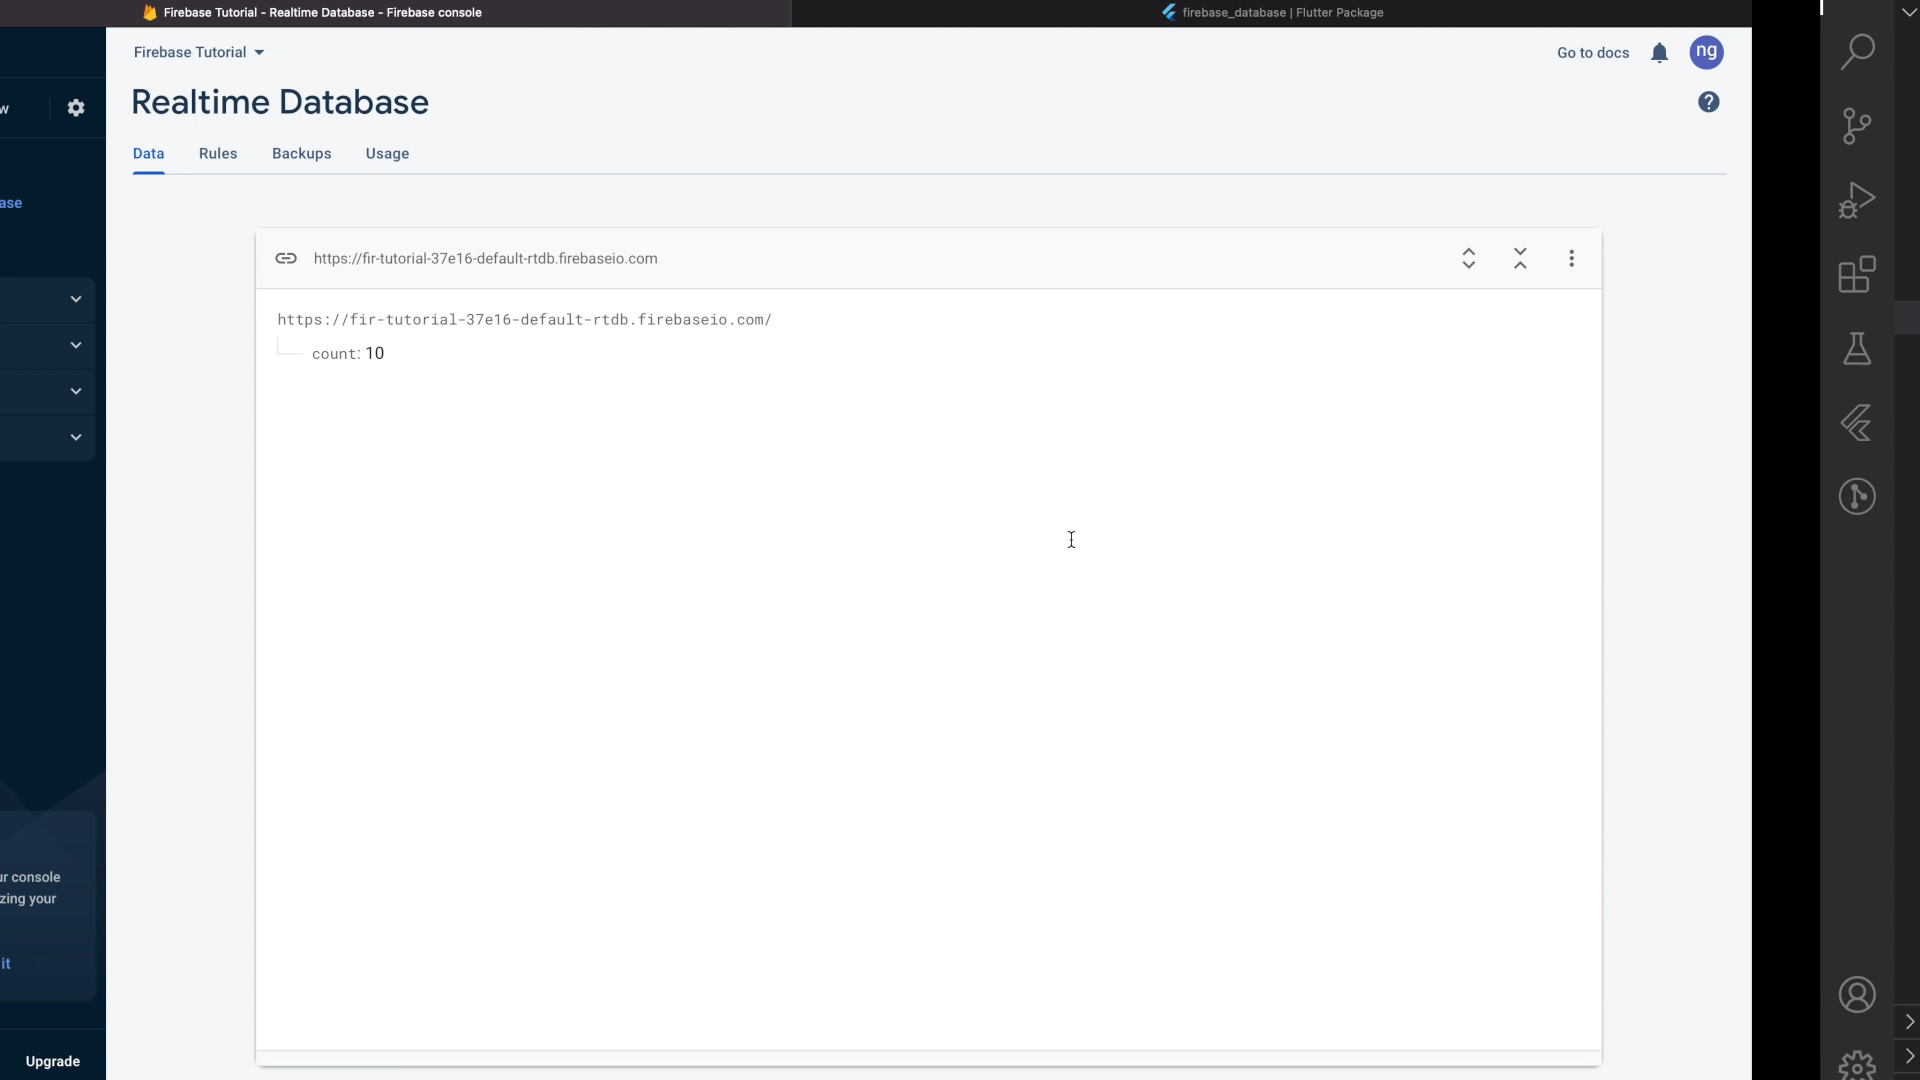 Firebase Tutorial - Realtime Database - Firebase console
firebase_database | Flutter Package
Firebase Tutorial
Go to docs
ng
w
Realtime Database
?
Data
Rules
Backups
Usage
ase
https://fir-tutorial-37e16-default-rtdb.firebaseio.com
https://fir-tutorial-37e16-default-rtdb.firebaseio.com/
count: 10
ur console
zing your
it
Upgrade